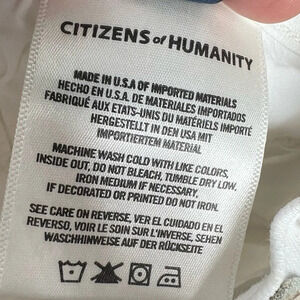 CITIZENS of HUMANITY
MADE IN U.S.A OF IMPORTED MATERIALS
HECHO EN U.S.A. DE MATERIALES IMPORTADOS
FABRIQUÉ AUX ETATS-UNIS DU MATÉRIELS IMPORTÉ
HERGESTELLT IN DEN USA MIT
IMPORTIERTEM MATERIAL
MACHINE WASH COLD WITH LIKE COLORS,
INSIDE OUT, DO NOT BLEACH, TUMBLE DRY LOW.
IRON MEDIUM IF NECESSARY,
IF DECORATED OR PRINTED DO NOT IRON.
SEE CARE ON REVERSE, VER EL CUIDADO EN EL
REVERSO, VOIR LE SOIN SUR L'INVERSE, SEHEN
WASCHHINWEISE AUF DER RÜCKSEITE